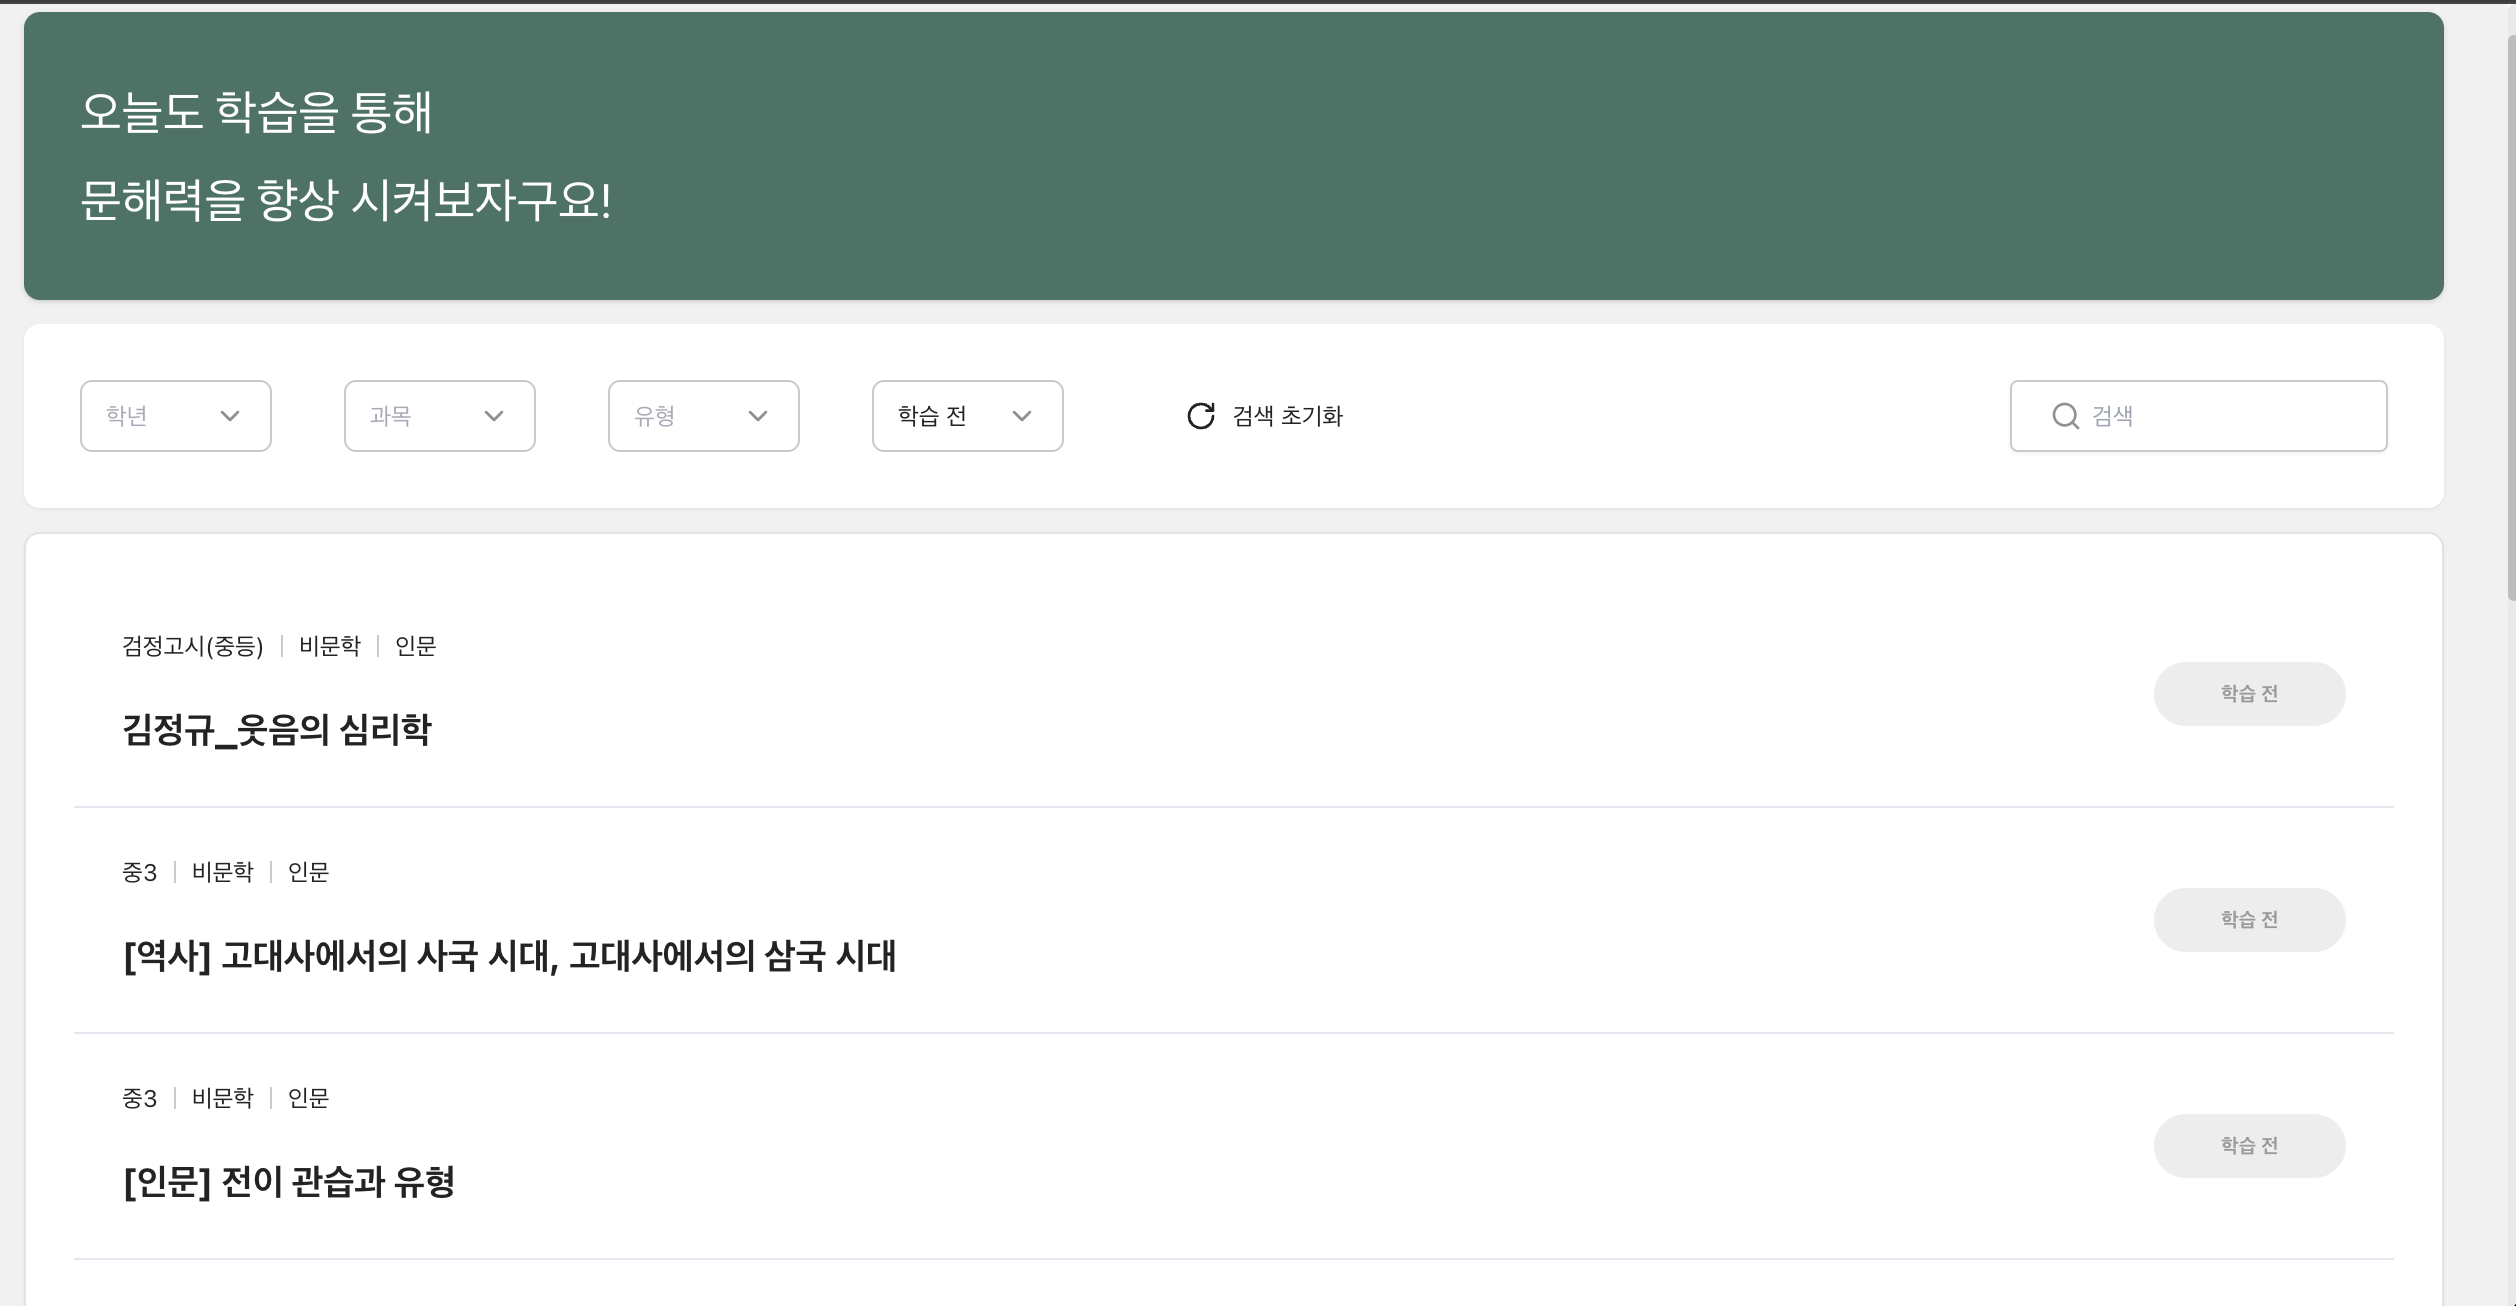 오늘도 학습을 통해
문해력을 향상 시켜보자구요!
학년 과목 유형 학습 전 검색 초기화 검색
검정고시(중등) | 비문학 | 인문
김정규_웃음의 심리학
학습 전
중3 | 비문학 | 인문
[역사] 고대사에서의 사국 시대, 고대사에서의 삼국 시대
학습 전
중3 | 비문학 | 인문
[인문] 전이 관습과 유형
학습 전